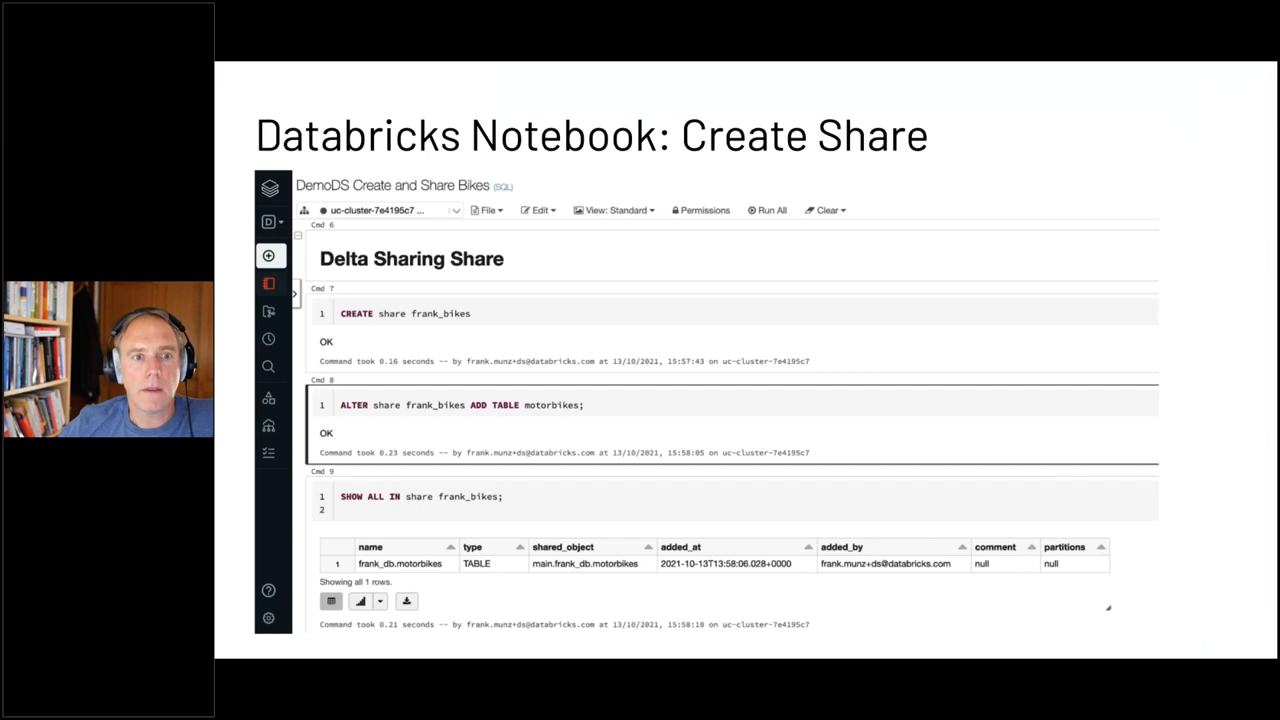 Databricks Notebook: Create Share
DemoDS Create and Share Bikes (SQL)
D
uc-cluster-7e4195c7 ... File Edit View: Standard Permissions Run All Clear
Cmd 6
Delta Sharing Share
Cmd 7
1 CREATE share frank_bikes
OK
Command took 0.16 seconds -- by frank.munz+ds@databricks.com at 13/10/2021, 15:57:43 on uc-cluster-7e4195c7
Cmd 8
1 ALTER share frank_bikes ADD TABLE motorbikes;
OK
Command took 0.23 seconds -- by frank.munz+ds@databricks.com at 13/10/2021, 15:58:05 on uc-cluster-7e4195c7
Cmd 9
1 SHOW ALL IN share frank_bikes;
2
name type shared_object added_at added_by comment partitions
1 frank_db.motorbikes TABLE main.frank_db.motorbikes 2021-10-13T13:58:06.028+0000 frank.munz+ds@databricks.com null null
Showing all 1 rows.
Command took 0.21 seconds -- by frank.munz+ds@databricks.com at 13/10/2021, 15:58:10 on uc-cluster-7e4195c7